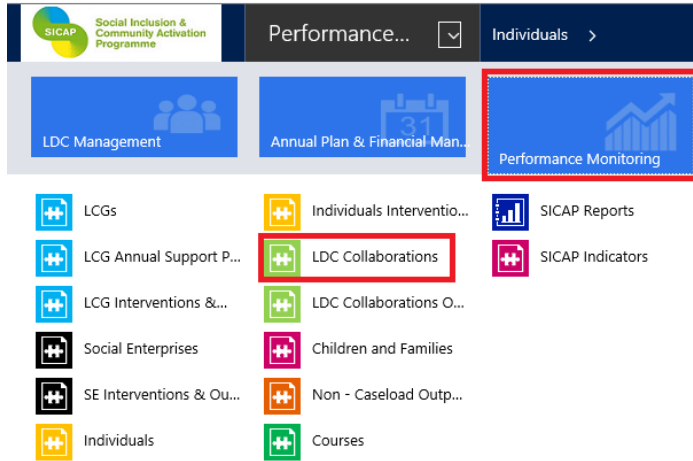 SICAP
Social Inclusion &
Community Activation
Programme
Performance...
Individuals >
LDC Management
31
Annual Plan & Financial Man...
Performance Monitoring
LCGs
Individuals Interventio...
SICAP Reports
LCG Annual Support P...
LDC Collaborations
SICAP Indicators
LCG Interventions &...
LDC Collaborations O...
Social Enterprises
Children and Families
SE Interventions & Ou...
Non - Caseload Outp...
Individuals
Courses